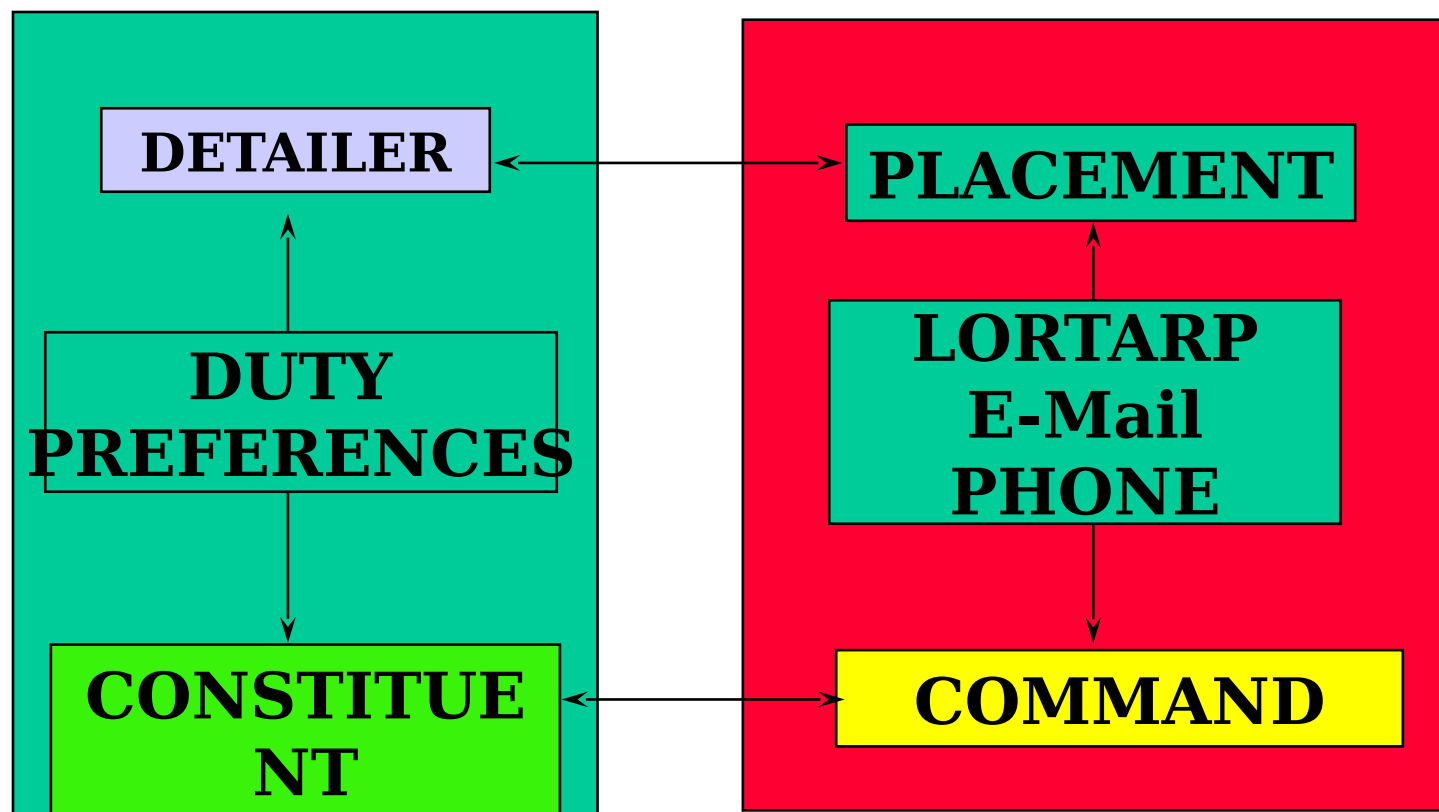 DETAILER
PLACEMENT
DUTY
PREFERENCES
LORTARP
E-Mail
PHONE
CONSTITUE
NT
COMMAND